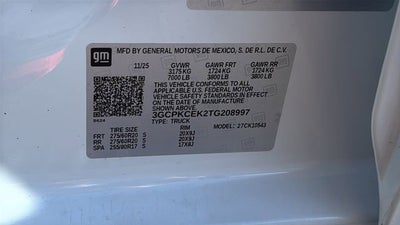 gm
MFD BY GENERAL MOTORS DE MEXICO, S. DE R.L. DE C.V.
11/25 GVWR GAWR FRT GAWR RR
3175 KG 1724 KG 1724 KG
7000 LB 3800 LB 3800 LB
THIS VEHICLE CONFORMS TO ALL
APPLICABLE U.S. FEDERAL MOTOR
VEHICLE SAFETY STANDARDS IN EFFECT
ON THE DATE OF MANUFACTURE SHOWN ABOVE.
3GCPKCEK2TG208997
TYPE: TRUCK
TIRE RIM MODEL: 27CK10543
FRT 275/60R20 S 20X9J
RR 275/60R20 S 20X9J
SPA 255/80R17 S 17X8J